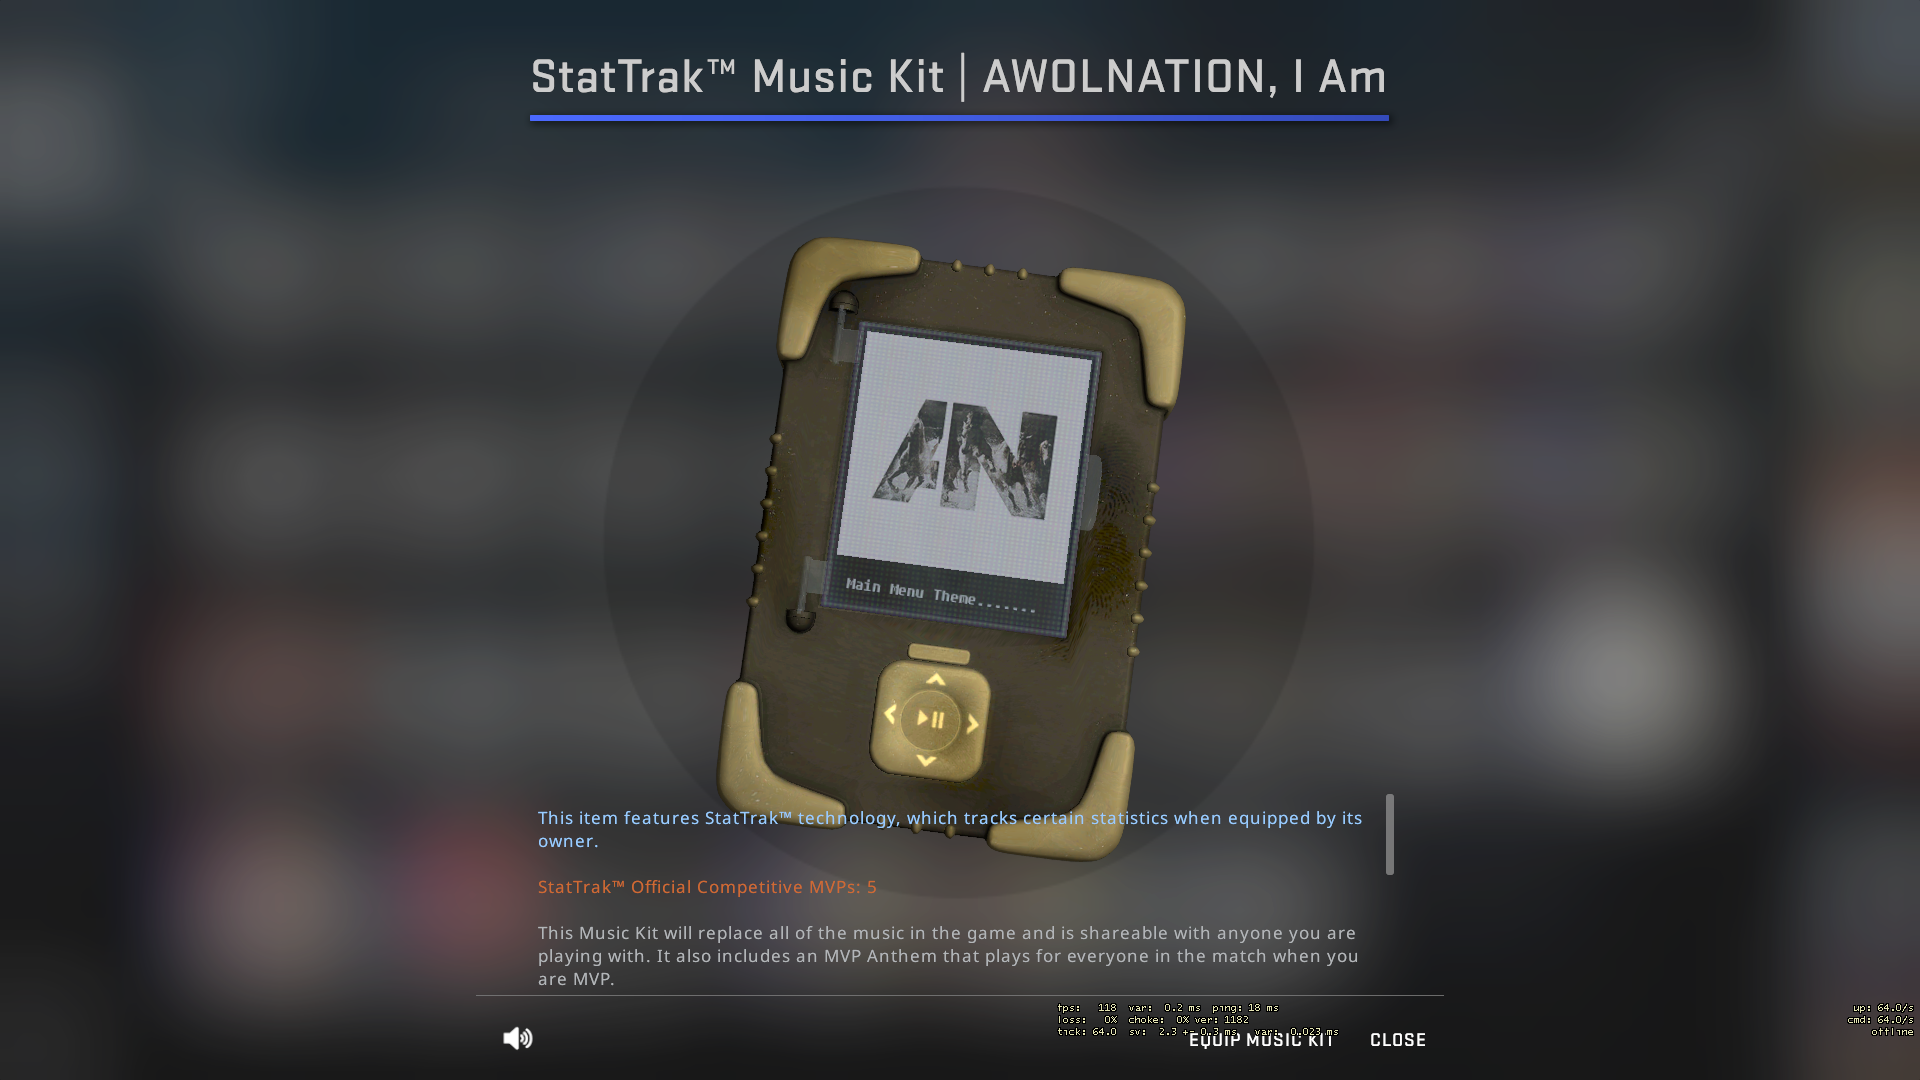 StatTrak™ Music Kit | AWOLNATION, I Am
AN
Main Menu Theme.......
This item features StatTrak™ technology, which tracks certain statistics when equipped by its
owner.
StatTrak™ Official Competitive MVPs: 5
This Music Kit will replace all of the music in the game and is shareable with anyone you are
playing with. It also includes an MVP Anthem that plays for everyone in the match when you
are MVP.
fps: 118 var: 0.2 ms ping: 18 ms
loss: 0% choke: 0% ver: 1182
tick: 64.0 sv: 2.3 +- 0.3 ms var: 0.023 ms
up: 64.0/s
cmd: 64.0/s
offline
EQUIP MUSIC KIT CLOSE